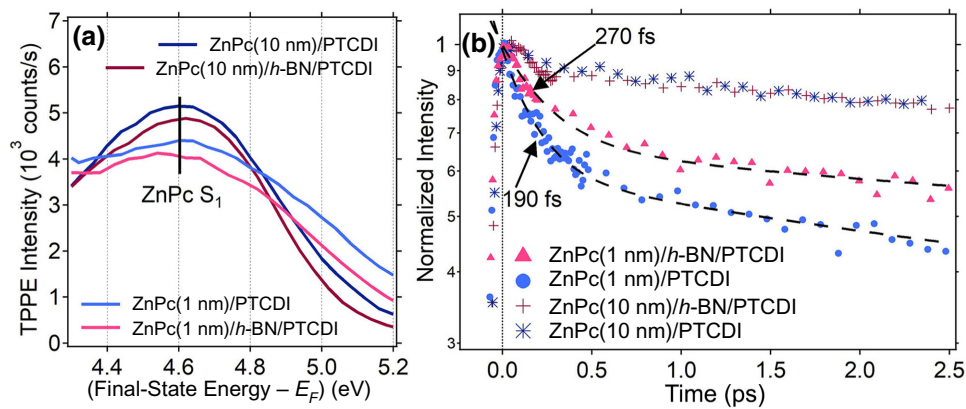 (a)
ZnPc(10 nm)/PTCDI
ZnPc(10 nm)/h-BN/PTCDI
ZnPc S₁
ZnPc(1 nm)/PTCDI
ZnPc(1 nm)/h-BN/PTCDI
TPPE Intensity (10³ counts/s)
7
6
5
4
3
2
1
0
4.4 4.6 4.8 5.0 5.2
(Final-State Energy – E_F) (eV)
(b)
270 fs
190 fs
ZnPc(1 nm)/h-BN/PTCDI
ZnPc(1 nm)/PTCDI
ZnPc(10 nm)/h-BN/PTCDI
ZnPc(10 nm)/PTCDI
Normalized Intensity
1
9
8
7
6
5
4
3
0.0 0.5 1.0 1.5 2.0 2.5
Time (ps)